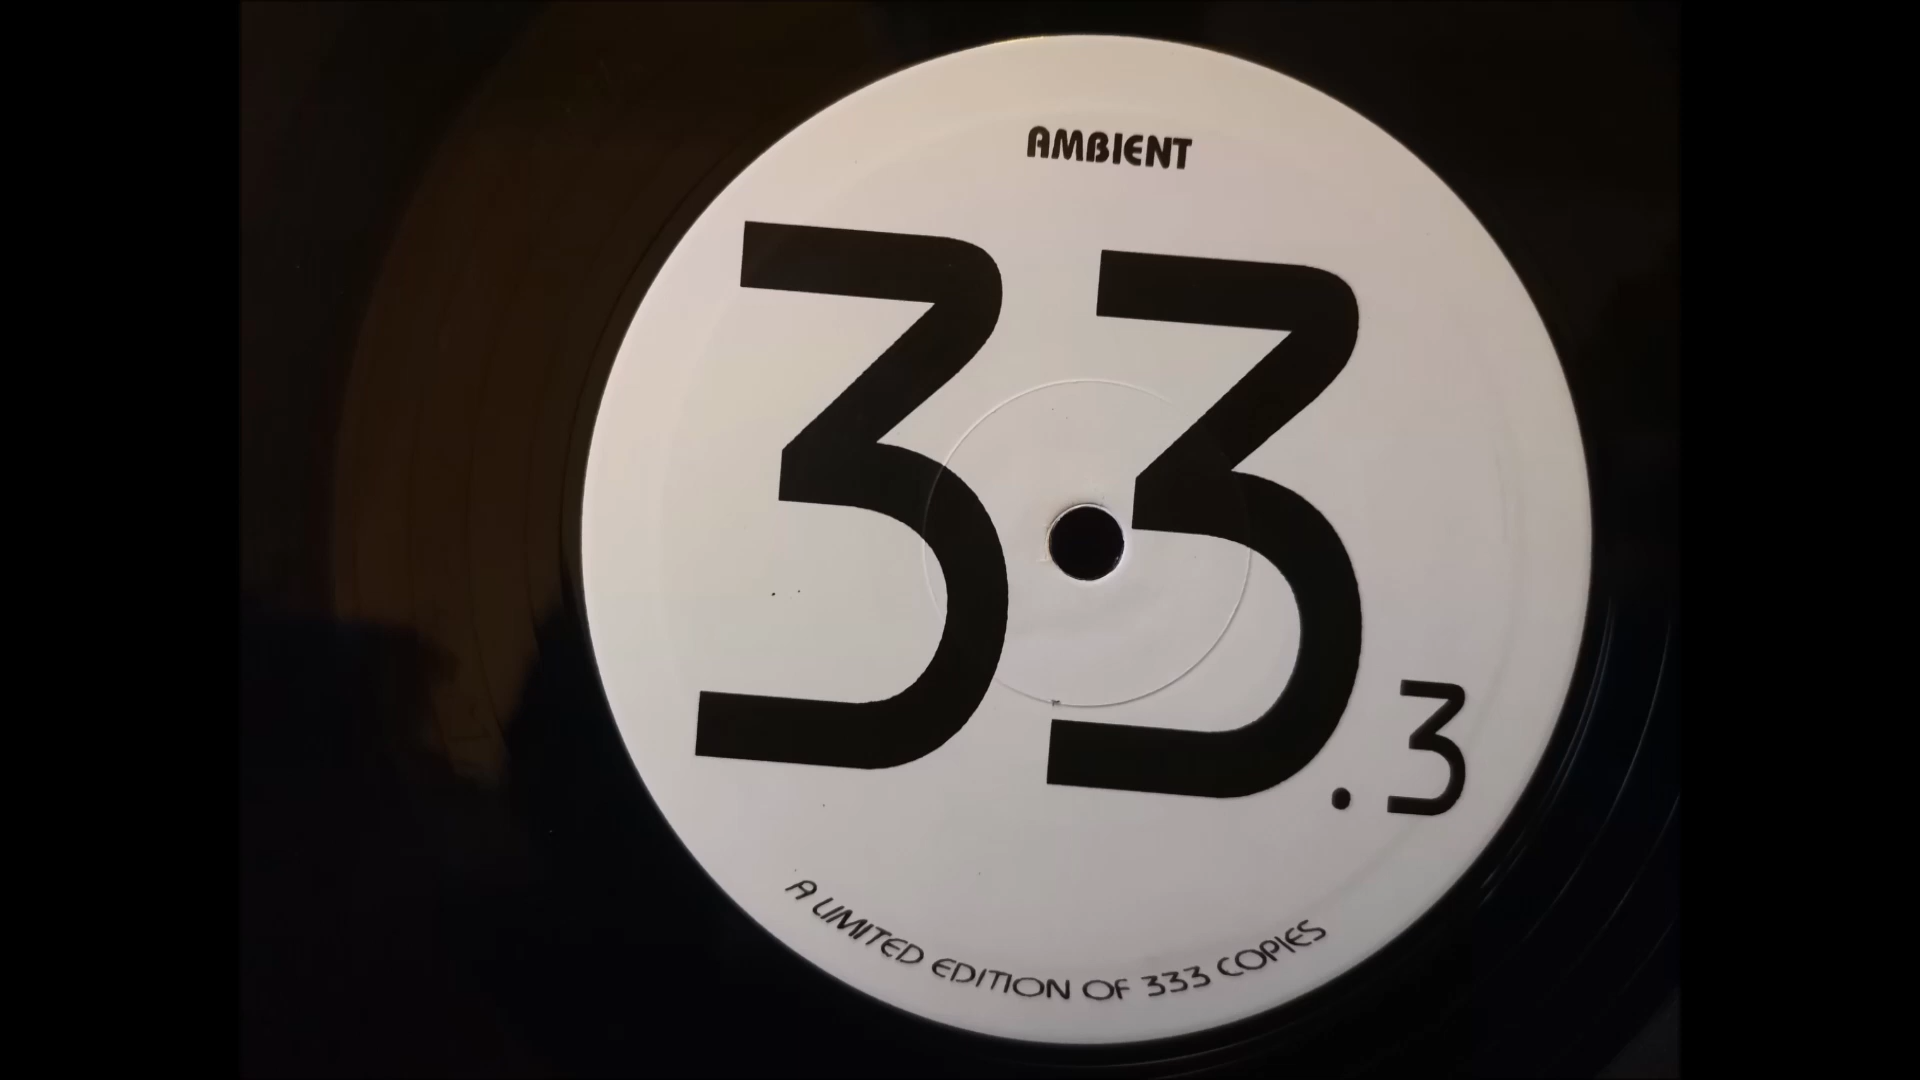 AMBIENT
33.3
A LIMITED EDITION OF 333 COPIES